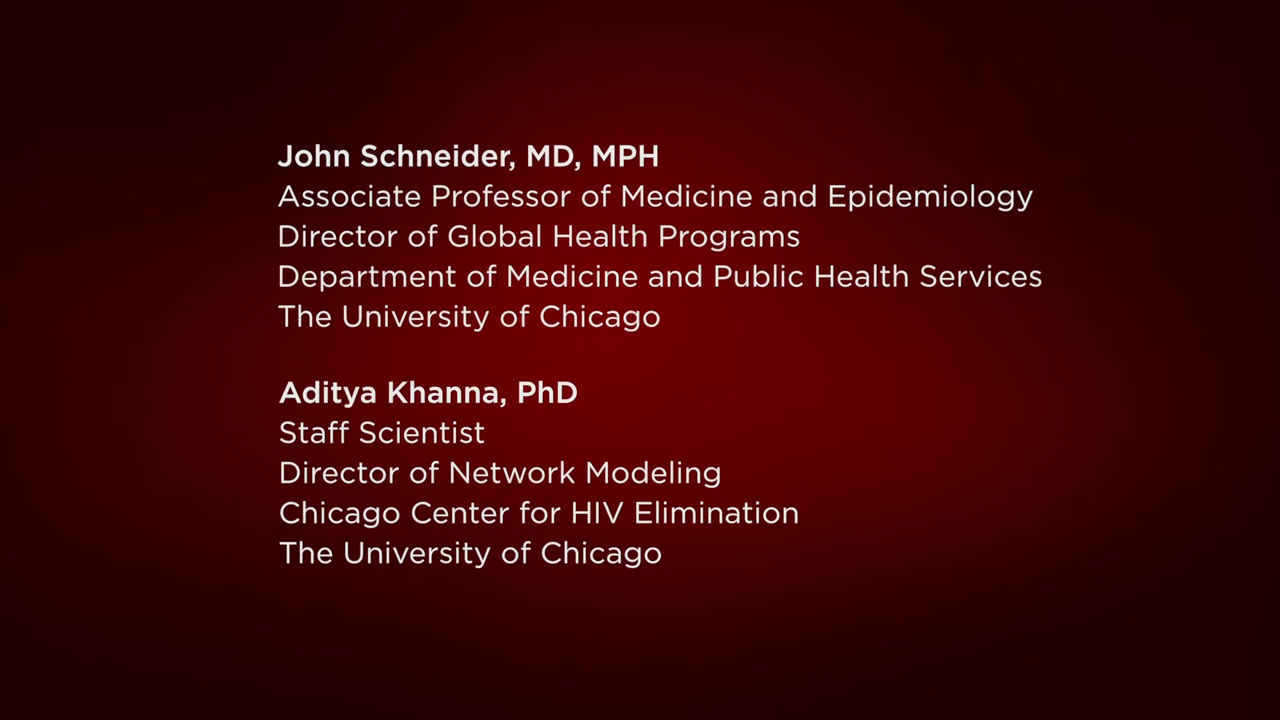 John Schneider, MD, MPH
Associate Professor of Medicine and Epidemiology
Director of Global Health Programs
Department of Medicine and Public Health Services
The University of Chicago
Aditya Khanna, PhD
Staff Scientist
Director of Network Modeling
Chicago Center for HIV Elimination
The University of Chicago